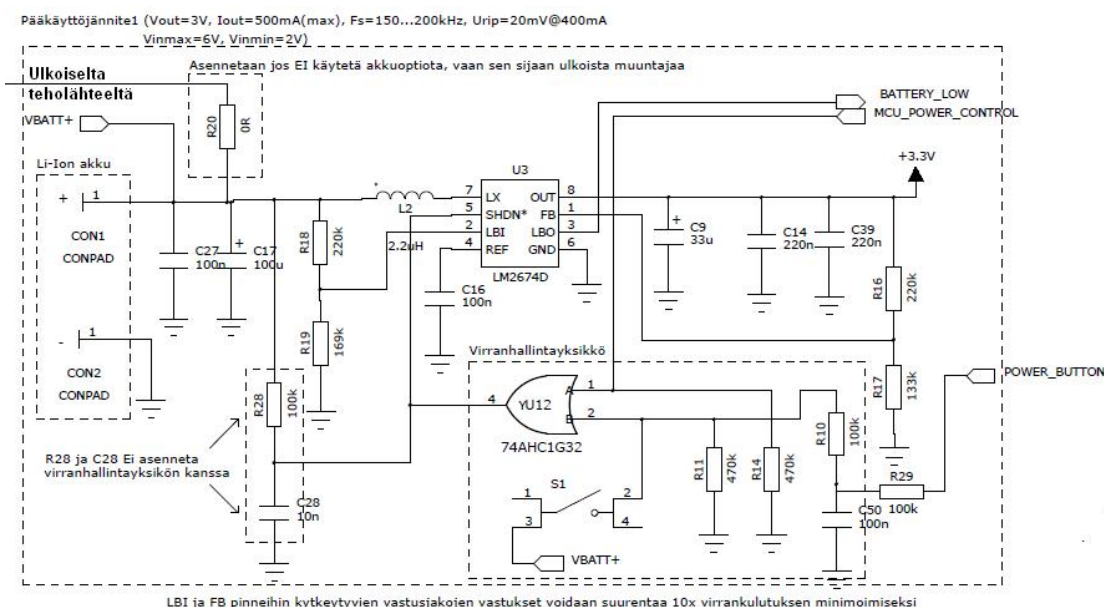 Pääkäyttöjännite1 (Vout=3V, Iout=500mA(max), Fs=150...200kHz, Urip=20mV@400mA
Vinmax=6V, Vinmin=2V)
Asennetaan jos EI käytetä akkuoptiota, vaan sen sijaan ulkoista muuntajaa
Ulkoiselta
teholähteeltä
R20
0R
VBATT+
BATTERY_LOW
MCU_POWER_CONTROL
+3.3V
Li-Ion akku
+ 1
CON1
CONPAD
- 1
CON2
CONPAD
C27
100n
+
C17
100u
R18
220k
R19
169k
L2
2.2uH
U3
7 LX OUT 8
5 SHDN* FB 1
2 LBI LBO 3
4 REF GND 6
LM2674D
C16
100n
+
C9
33u
C14
220n
C39
220n
R16
220k
R17
133k
POWER_BUTTON
Virranhallintayksikkö
4 YU12 A 1
B 2
74AHC1G32
R28
100k
C28
10n
R28 ja C28 Ei asenneta
virranhallintayksikön kanssa
S1
1 2
3 4
VBATT+
R11
470k
R14
470k
R10
100k
R29
100k
C50
100n
LBI ja FB pinneihin kytkeytyvien vastusjakojen vastukset voidaan suurentaa 10x virrankulutuksen minimoimiseksi